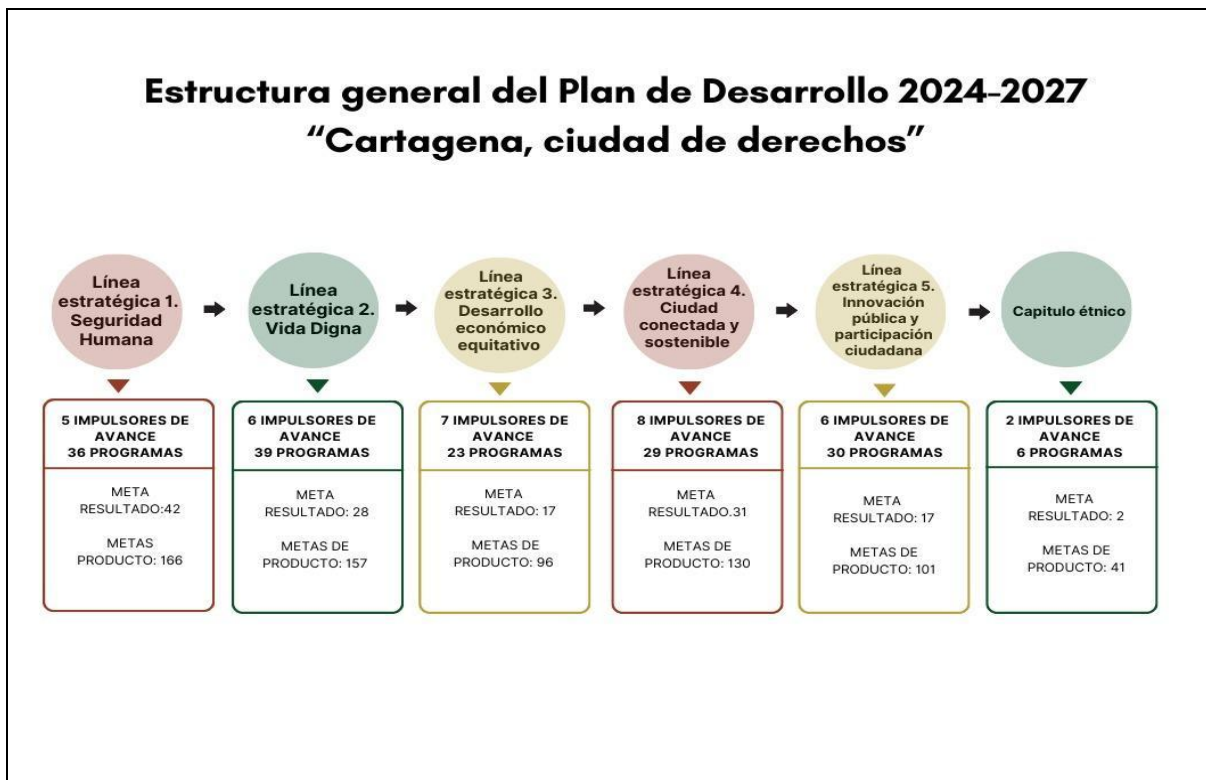 Estructura general del Plan de Desarrollo 2024-2027
“Cartagena, ciudad de derechos”
Línea
estratégica 1.
Seguridad
Humana
Línea
estratégica 2.
Vida Digna
Línea
estratégica 3.
Desarrollo
económico
equitativo
Línea
estratégica 4.
Ciudad
conectada y
sostenible
Línea
estratégica 5.
Innovación
pública y
participación
ciudadana
Capitulo étnico
5 IMPULSORES DE
AVANCE
36 PROGRAMAS
META
RESULTADO:42
METAS
PRODUCTO: 166
6 IMPULSORES DE
AVANCE
39 PROGRAMAS
META
RESULTADO: 28
METAS DE
PRODUCTO: 157
7 IMPULSORES DE
AVANCE
23 PROGRAMAS
META
RESULTADO: 17
METAS DE
PRODUCTO: 96
8 IMPULSORES DE
AVANCE
29 PROGRAMAS
META
RESULTADO.31
METAS DE
PRODUCTO: 130
6 IMPULSORES DE
AVANCE
30 PROGRAMAS
META
RESULTADO: 17
METAS DE
PRODUCTO: 101
2 IMPULSORES DE
AVANCE
6 PROGRAMAS
META
RESULTADO: 2
METAS DE
PRODUCTO: 41